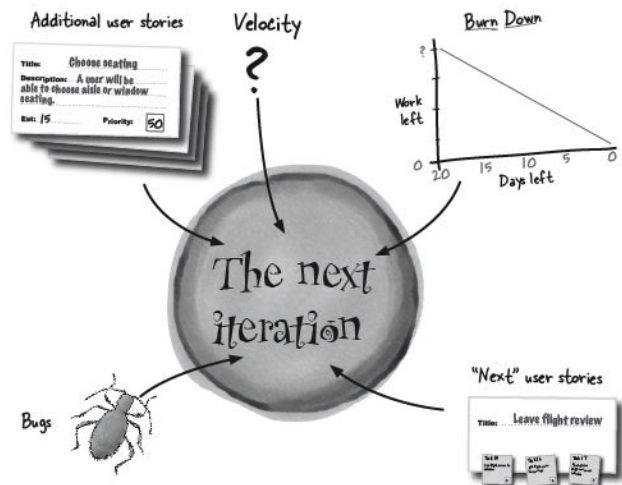 Additional user stories
Title: Choose seating
Description: A user will be
able to choose aisle or window
seating.
Est: 15 Priority: 50
Velocity
?
Burn Down
?
Work
left
0
20 15 10 5 0
Days left
The next
iteration
Bugs
"Next" user stories
Title: Leave flight review